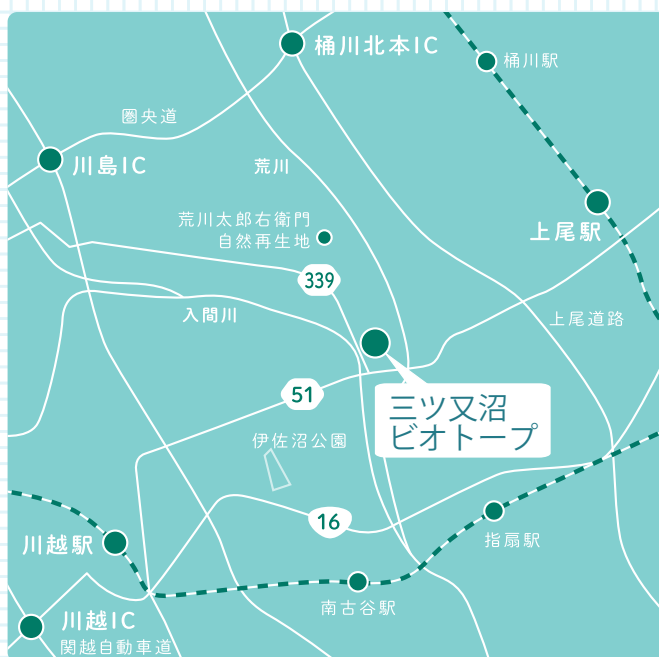 桶川北本IC
桶川駅
圏央道
川島IC
荒川
荒川太郎右衛門
自然再生地
上尾駅
339
入間川
上尾道路
51
三ツ又沼
ビオトープ
伊佐沼公園
16
指扇駅
川越駅
南古谷駅
川越IC
関越自動車道